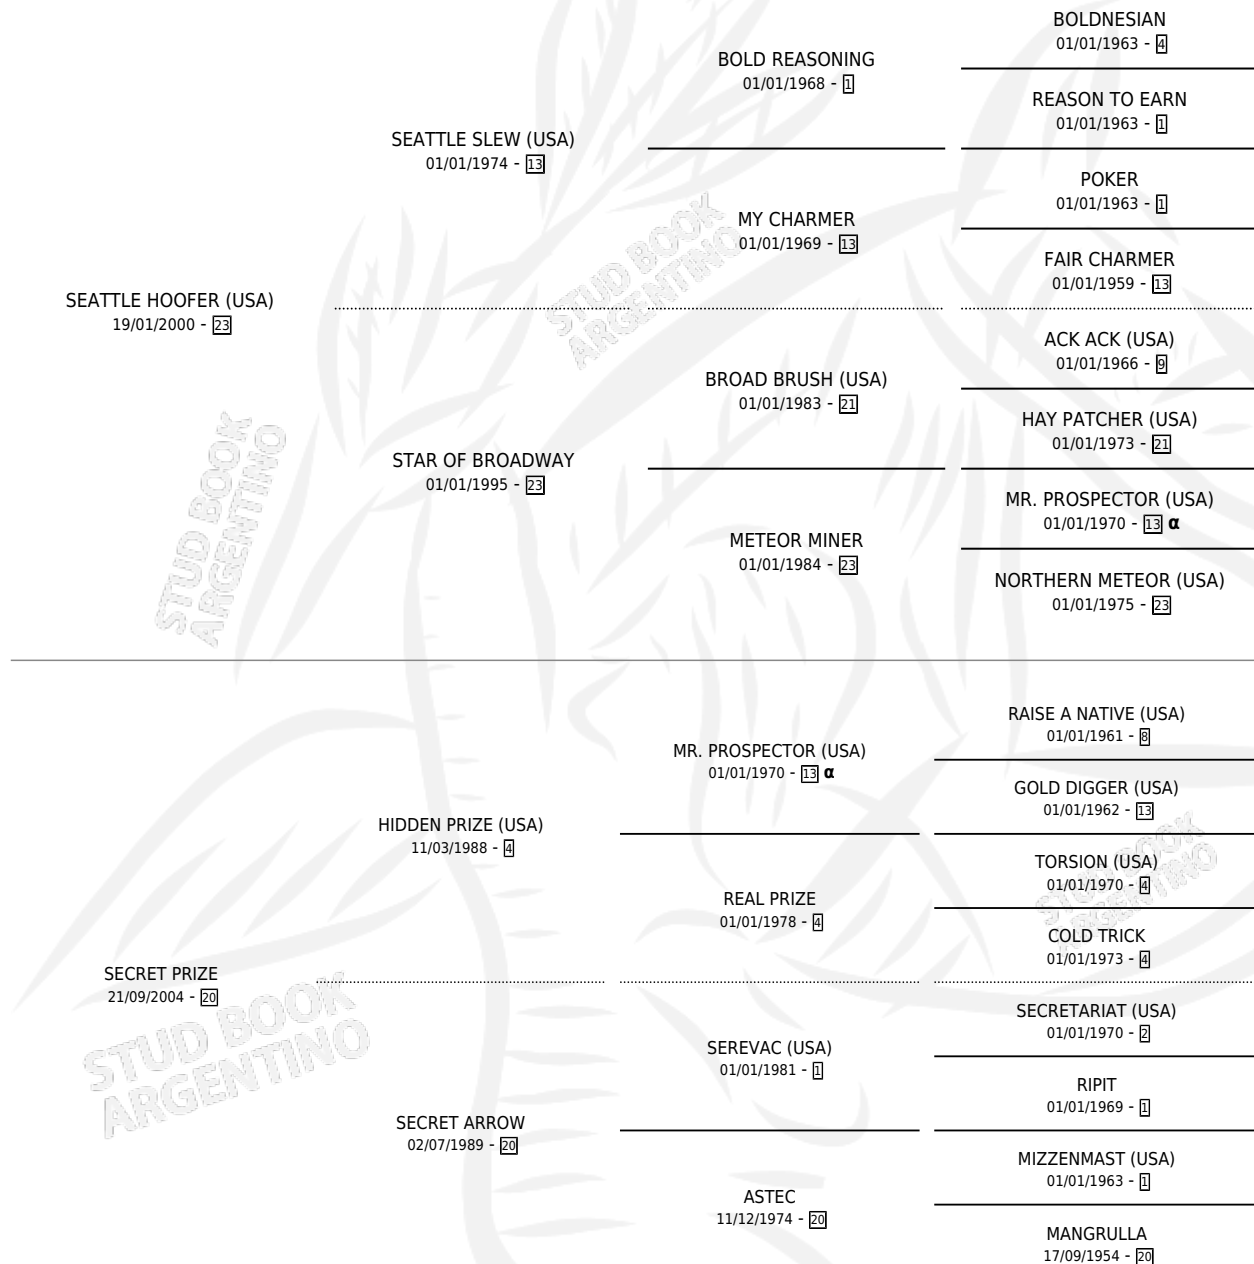 BOLDNESIAN
01/01/1963 - 4
BOLD REASONING
01/01/1968 - 1
REASON TO EARN
01/01/1963 - 1
SEATTLE SLEW (USA)
01/01/1974 - 13
POKER
01/01/1963 - 1
MY CHARMER
01/01/1969 - 13
FAIR CHARMER
01/01/1959 - 13
SEATTLE HOOFER (USA)
19/01/2000 - 23
ACK ACK (USA)
01/01/1966 - 9
BROAD BRUSH (USA)
01/01/1983 - 21
HAY PATCHER (USA)
01/01/1973 - 21
STAR OF BROADWAY
01/01/1995 - 23
MR. PROSPECTOR (USA)
01/01/1970 - 13 α
METEOR MINER
01/01/1984 - 23
NORTHERN METEOR (USA)
01/01/1975 - 23
RAISE A NATIVE (USA)
01/01/1961 - 8
MR. PROSPECTOR (USA)
01/01/1970 - 13 α
GOLD DIGGER (USA)
01/01/1962 - 13
HIDDEN PRIZE (USA)
11/03/1988 - 4
TORSION (USA)
01/01/1970 - 4
REAL PRIZE
01/01/1978 - 4
COLD TRICK
01/01/1973 - 4
SECRET PRIZE
21/09/2004 - 20
SECRETARIAT (USA)
01/01/1970 - 2
SEREVAC (USA)
01/01/1981 - 1
RIPIT
01/01/1969 - 1
SECRET ARROW
02/07/1989 - 20
MIZZENMAST (USA)
01/01/1963 - 1
ASTEC
11/12/1974 - 20
MANGRULLA
17/09/1954 - 20
STUD BOOK
ARGENTINO
STUD BOOK
ARGENTINO
STUD BOOK
ARGENTINO
STUD BOOK
ARGENTINO